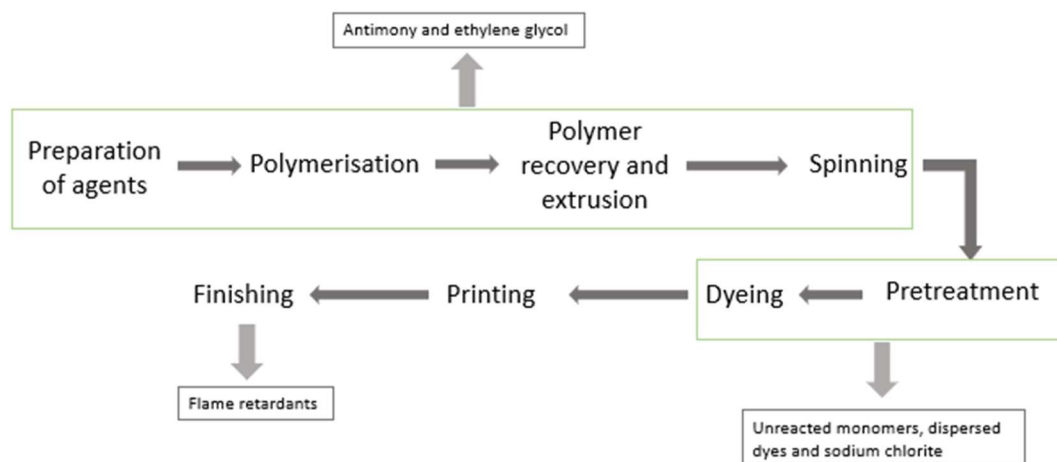 Antimony and ethylene glycol
Preparation
of agents
Polymerisation
Polymer
recovery and
extrusion
Spinning
Pretreatment
Dyeing
Printing
Finishing
Flame retardants
Unreacted monomers, dispersed
dyes and sodium chlorite